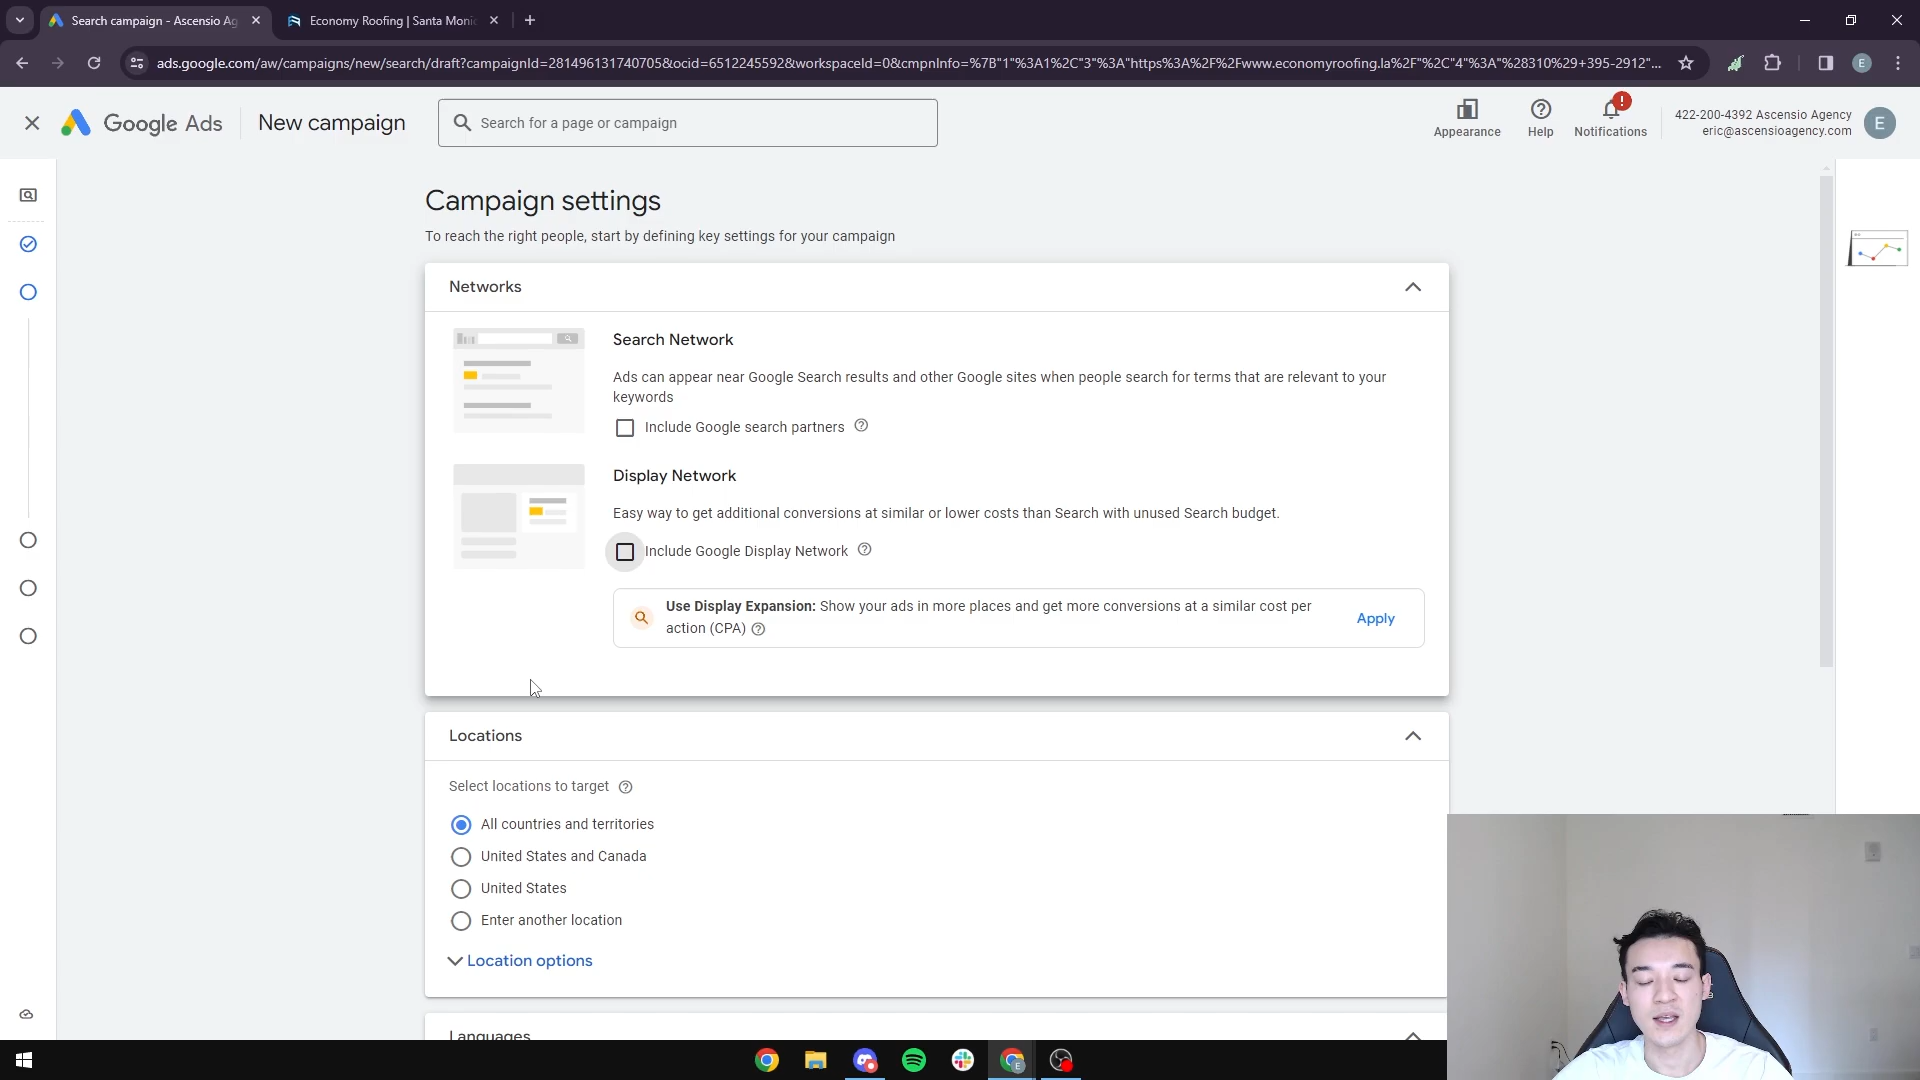 Search campaign - Ascensio Ag
Economy Roofing | Santa Moni
ads.google.com/aw/campaigns/new/search/draft?campaignId=281496131740705&ocid=6512245592&workspaceId=0&cmpnInfo=%7B"1"%3A1%2C"3"%3A"https%3A%2F%2Fwww.economyroofing.la%2F"%2C"4"%3A"%28310%29+395-2912"...
E
Google Ads
New campaign
Search for a page or campaign
Appearance
Help
Notifications
422-200-4392 Ascensio Agency
eric@ascensioagency.com
E
Campaign settings
To reach the right people, start by defining key settings for your campaign
Networks
Search Network
Ads can appear near Google Search results and other Google sites when people search for terms that are relevant to your
keywords
Include Google search partners
Display Network
Easy way to get additional conversions at similar or lower costs than Search with unused Search budget.
Include Google Display Network
Use Display Expansion: Show your ads in more places and get more conversions at a similar cost per
action (CPA)
Apply
Locations
Select locations to target
All countries and territories
United States and Canada
United States
Enter another location
Location options
Languages